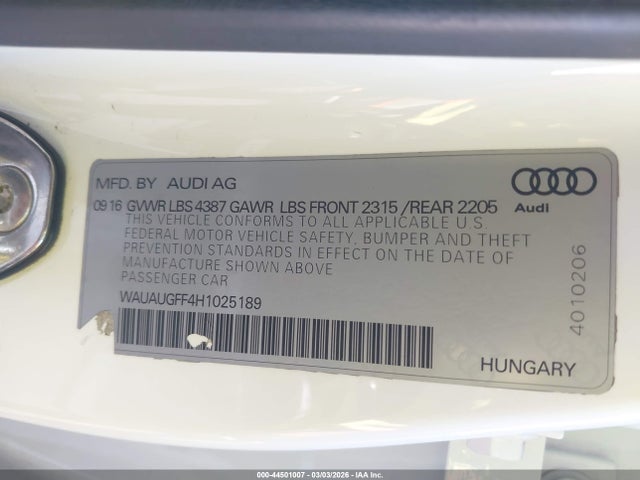 MFD. BY AUDI AG
09 16 GVWR LBS 4387 GAWR LBS FRONT 2315 /REAR 2205
THIS VEHICLE CONFORMS TO ALL APPLICABLE U.S.
FEDERAL MOTOR VEHICLE SAFETY, BUMPER AND THEFT
PREVENTION STANDARDS IN EFFECT ON THE DATE OF
MANUFACTURE SHOWN ABOVE
PASSENGER CAR
WAUAUGFF4H1025189
Audi
4010206
HUNGARY
000-44501007 - 03/03/2026 - IAAI Corp.